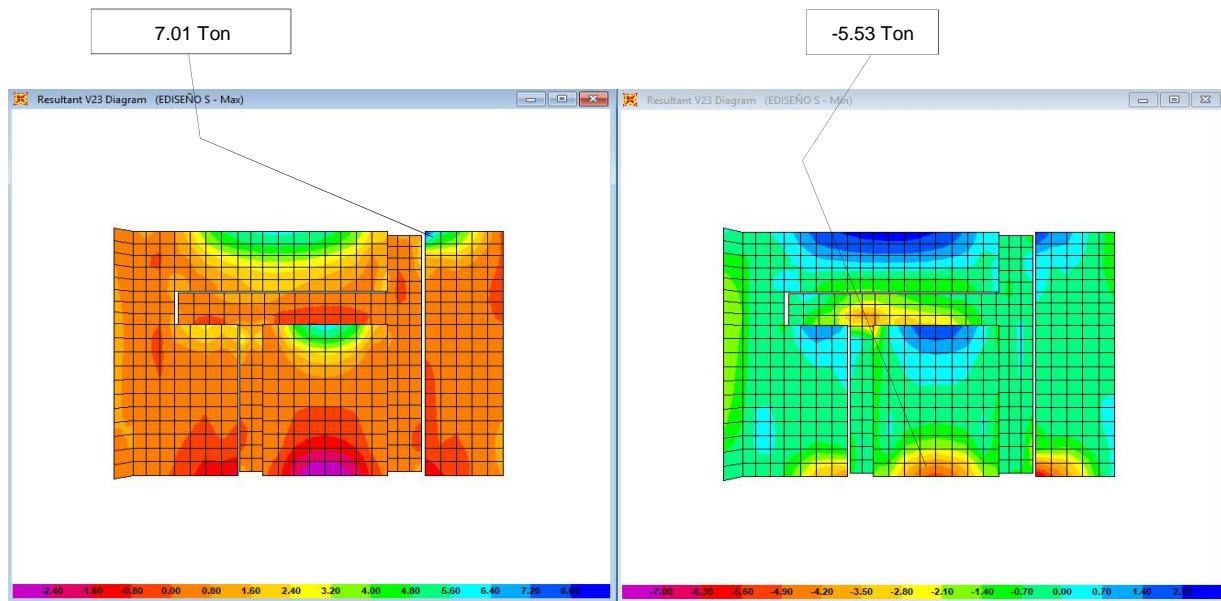 7.01 Ton
-5.53 Ton
Resultant V23 Diagram (EDISEÑO S - Max)
Resultant V23 Diagram (EDISEÑO S - Min)
-2.40 -1.60 -0.80 0.00 0.80 1.60 2.40 3.20 4.00 4.80 5.60 6.40 7.20 8.00
-7.00 -6.30 -5.60 -4.90 -4.20 -3.50 -2.80 -2.10 -1.40 -0.70 0.00 0.70 1.40